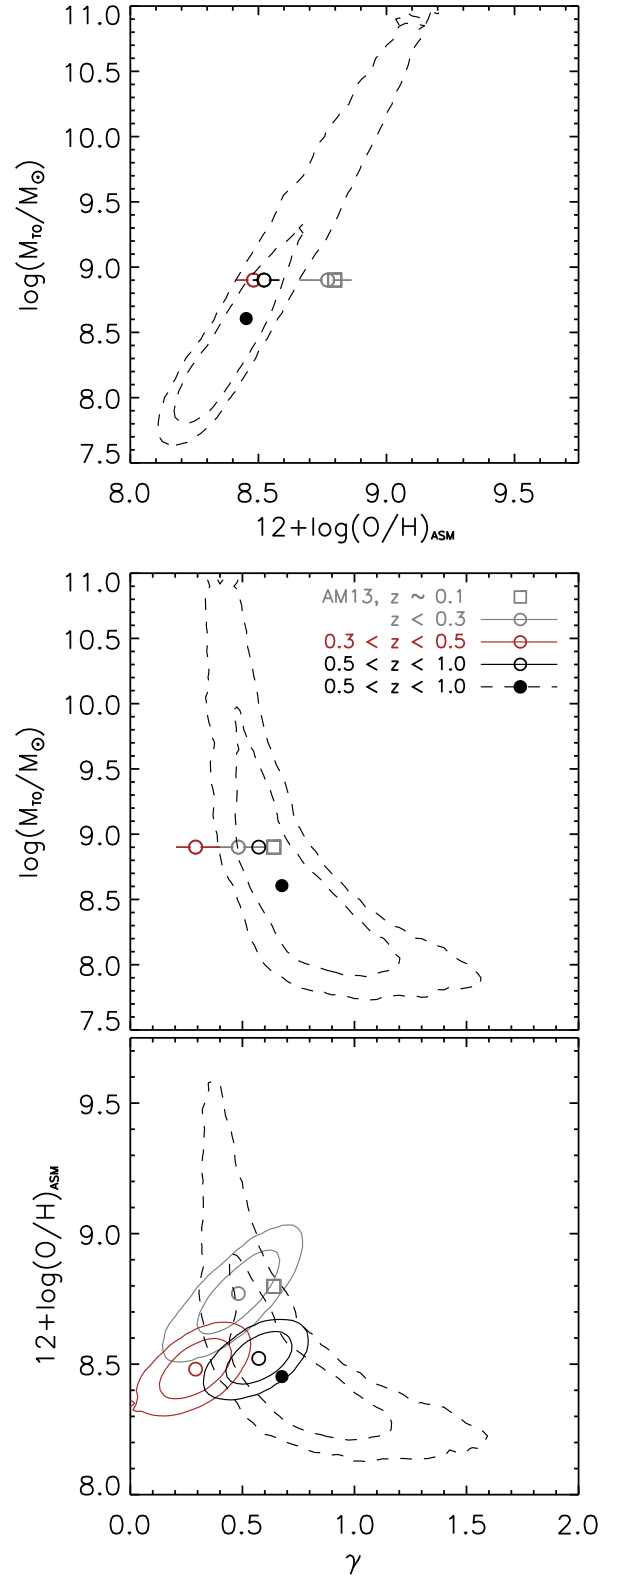 11.0
10.5
10.0
9.5
9.0
8.5
8.0
7.5
log(M_TO/M_⊙)
8.0 8.5 9.0 9.5
12+log(O/H)_ASM
11.0
10.5
10.0
9.5
9.0
8.5
8.0
7.5
log(M_TO/M_⊙)
AM13, z ~ 0.1
z < 0.3
0.3 < z < 0.5
0.5 < z < 1.0
0.5 < z < 1.0
9.5
9.0
8.5
8.0
12+log(O/H)_ASM
0.0 0.5 1.0 1.5 2.0
γ